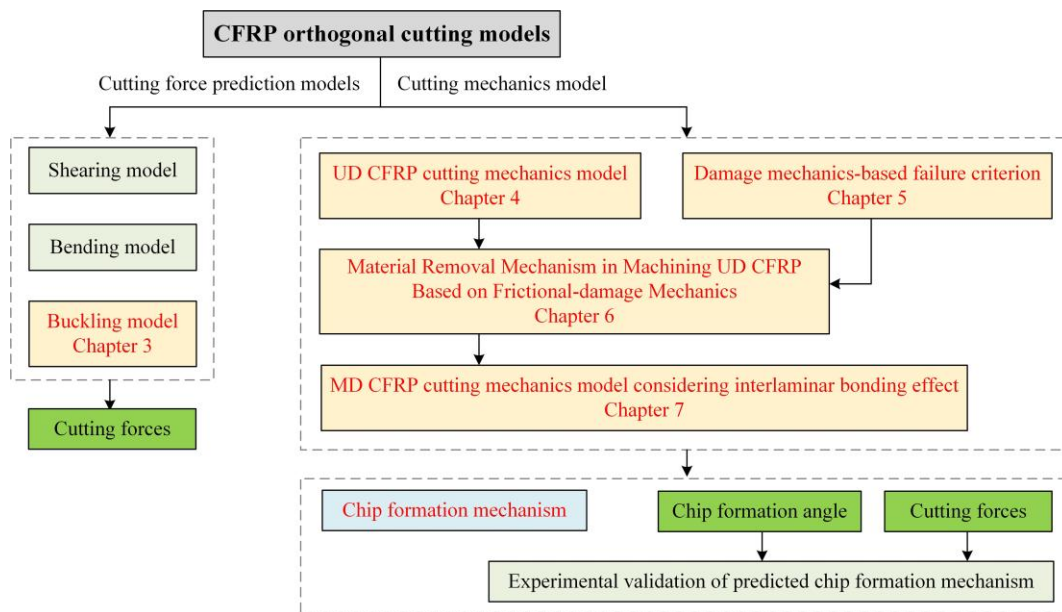 CFRP orthogonal cutting models
Cutting force prediction models
Cutting mechanics model
Shearing model
Bending model
Buckling model
Chapter 3
Cutting forces
UD CFRP cutting mechanics model
Chapter 4
Damage mechanics-based failure criterion
Chapter 5
Material Removal Mechanism in Machining UD CFRP
Based on Frictional-damage Mechanics
Chapter 6
MD CFRP cutting mechanics model considering interlaminar bonding effect
Chapter 7
Chip formation mechanism
Chip formation angle
Cutting forces
Experimental validation of predicted chip formation mechanism